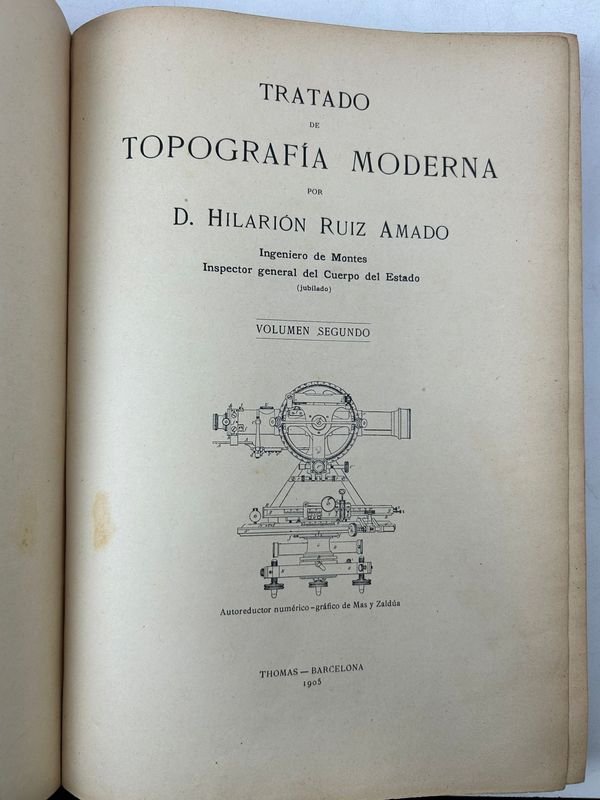 TRATADO
DE
TOPOGRAFÍA MODERNA
POR
D. HILARIÓN RUIZ AMADO
Ingeniero de Montes
Inspector general del Cuerpo del Estado
(jubilado)
VOLUMEN SEGUNDO
Autoreductor numérico-gráfico de Mas y Zaldúa
THOMAS — BARCELONA
1905